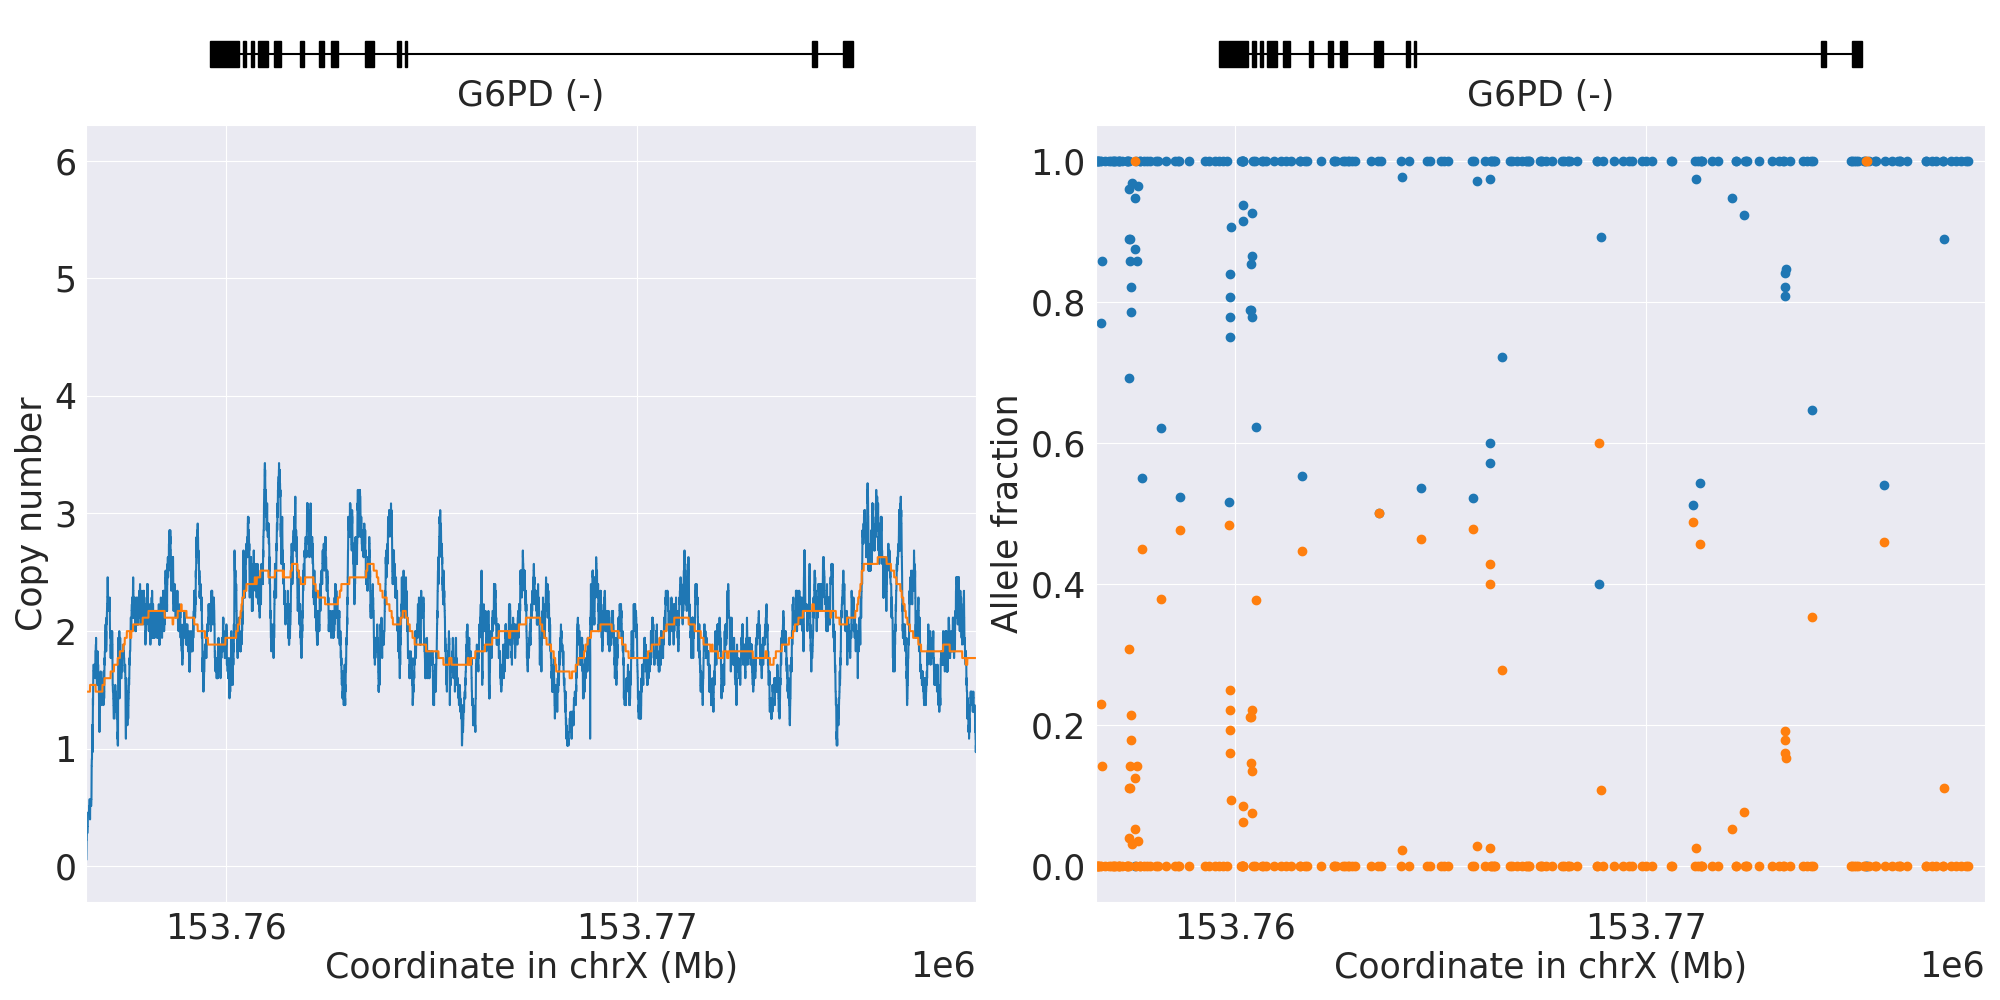 G6PD (-)
6
5
4
3
2
1
0
Copy number
153.76
153.77
Coordinate in chrX (Mb)
1e6
G6PD (-)
1.0
0.8
0.6
0.4
0.2
0.0
Allele fraction
153.76
153.77
Coordinate in chrX (Mb)
1e6